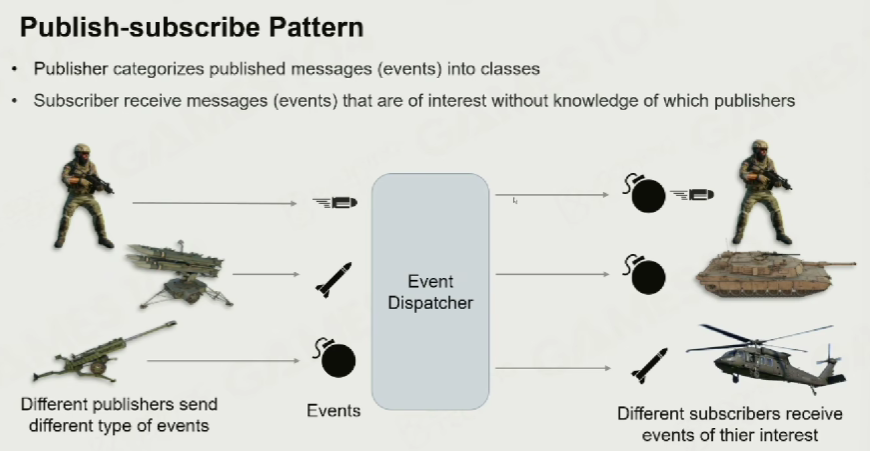 Publish-subscribe Pattern
• Publisher categorizes published messages (events) into classes
• Subscriber receive messages (events) that are of interest without knowledge of which publishers
Event
Dispatcher
Different publishers send
different type of events
Events
Different subscribers receive
events of thier interest